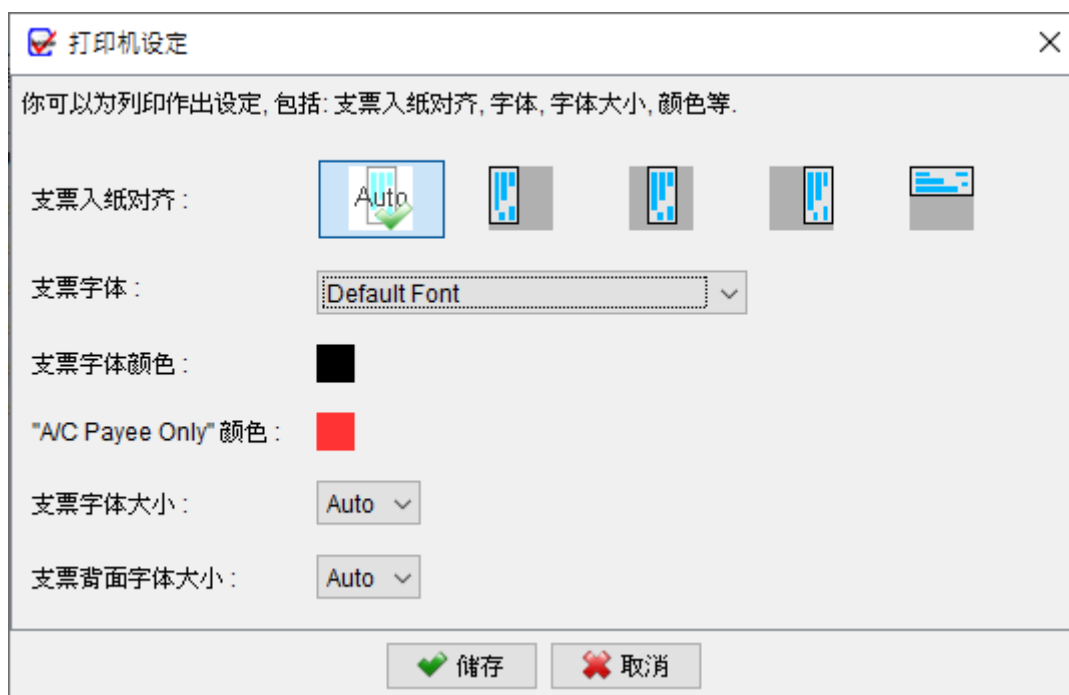 打印机设定
你可以为列印作出设定, 包括: 支票入纸对齐, 字体, 字体大小, 颜色等.
支票入纸对齐 : Auto
支票字体 : Default Font
支票字体颜色 :
"A/C Payee Only" 颜色 :
支票字体大小 : Auto
支票背面字体大小 : Auto
储存 取消